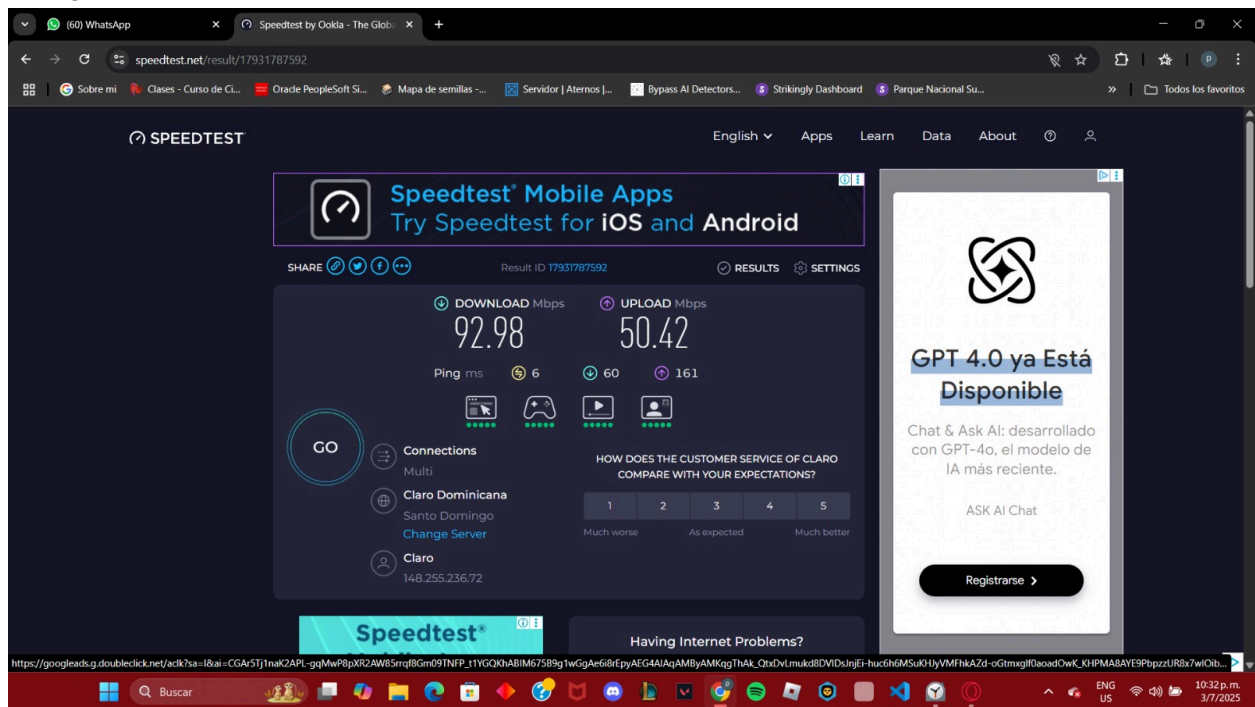 (60) WhatsApp
Speedtest by Ookla - The Glob
speedtest.net/result/17931787592
P
Sobre mi
Clases - Curso de Ci...
Oracle PeopleSoft Si...
Mapa de semillas -...
Servidor | Aternos |...
Bypass AI Detectors...
Strikingly Dashboard
Parque Nacional Su...
»
Todos los favoritos
SPEEDTEST
English
Apps
Learn
Data
About
Speedtest® Mobile Apps
Try Speedtest for iOS and Android
SHARE
Result ID 17931787592
RESULTS
SETTINGS
DOWNLOAD Mbps
UPLOAD Mbps
92.98
50.42
Ping ms
6
60
161
GO
Connections
Multi
Claro Dominicana
Santo Domingo
Change Server
Claro
148.255.236.72
HOW DOES THE CUSTOMER SERVICE OF CLARO
COMPARE WITH YOUR EXPECTATIONS?
1 2 3 4 5
Much worse
As expected
Much better
GPT 4.0 ya Está
Disponible
Chat & Ask AI: desarrollado
con GPT-4o, el modelo de
IA más reciente.
ASK AI Chat
Registrarse
Speedtest®
Having Internet Problems?
Buscar
ENG
US
10:32 p.m.
3/7/2025